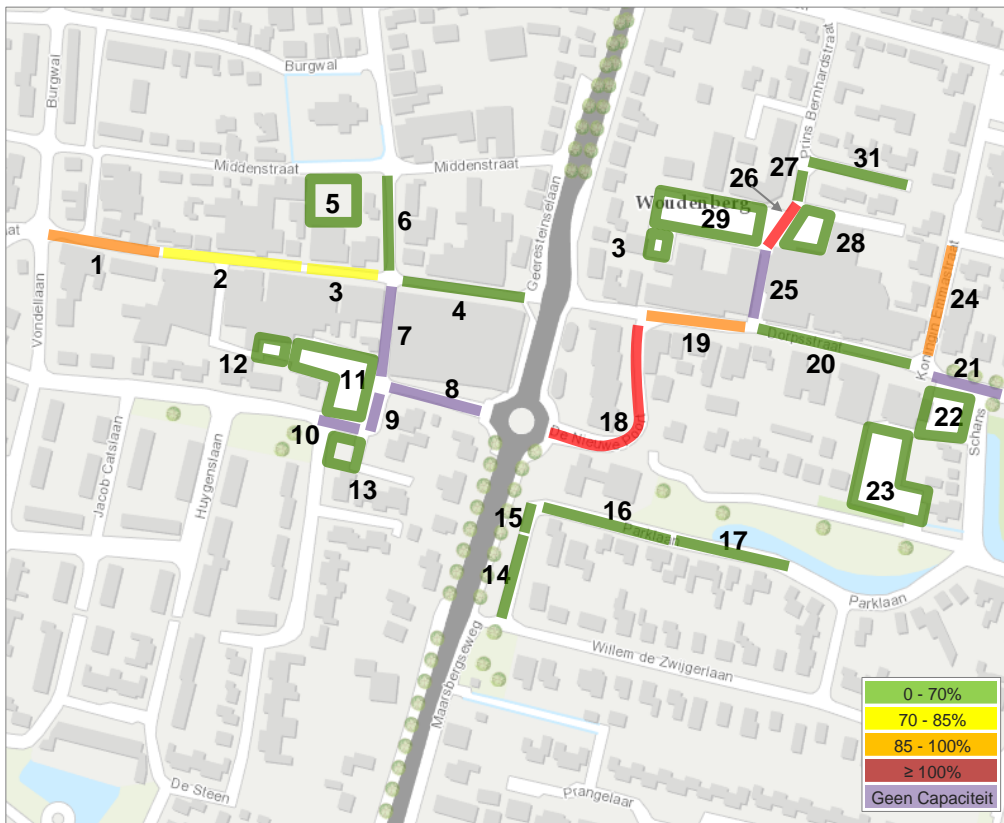 Burgwal
Burgwal
Prins Bernhardstraat
Middenstraat
Middenstraat
27
31
26
5
6
Woudenberg
29
28
3
aat
1
2
3
4
Geeresteinselaan
25
24
Koningin Emmastraat
Vondellaan
7
19
Dorpsstraat
20
21
12
11
8
9
10
18
De Nieuwe Poort
22
Schans
13
23
Jacob Catslaan
Huygenslaan
15
16
Parklaan
17
14
Parklaan
Maarsbergseweg
Willem de Zwijgerlaan
De Steen
Prangelaar
0 - 70%
70 - 85%
85 - 100%
≥ 100%
Geen Capaciteit